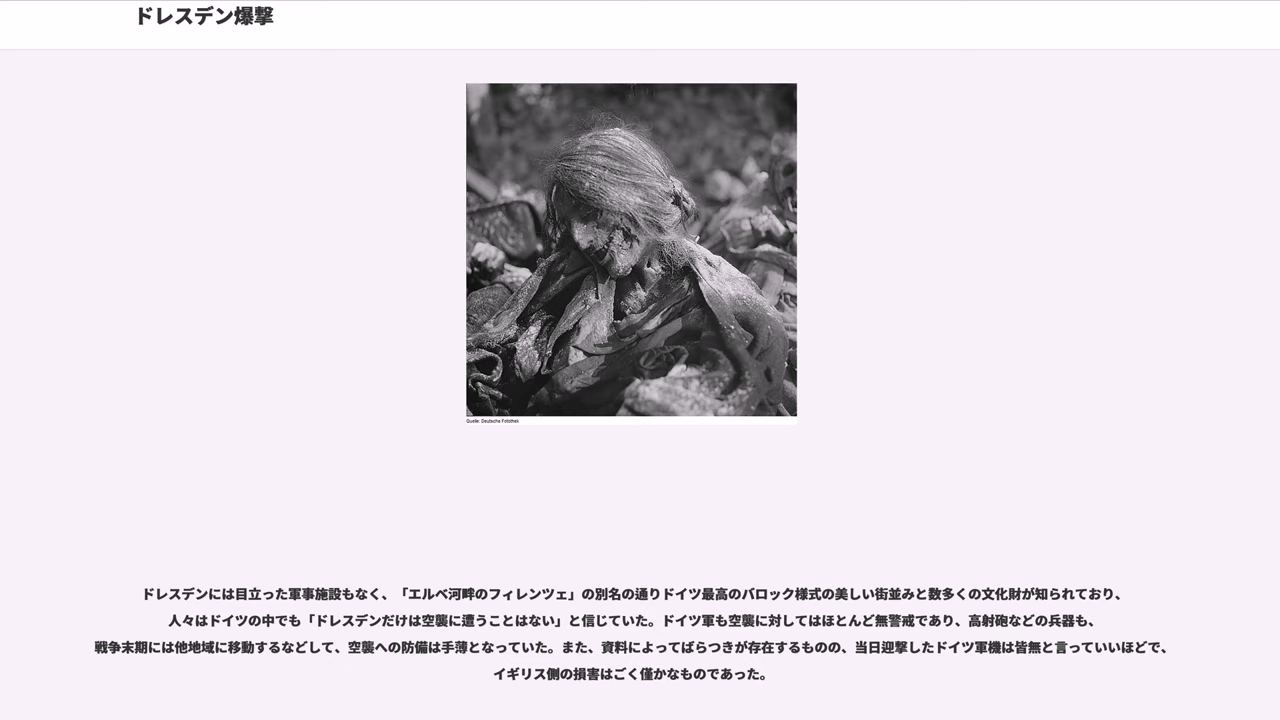 ドレスデン爆撃
Quelle: Deutsche Fotothek
ドレスデンには目立った軍事施設もなく、「エルベ河畔のフィレンツェ」の別名の通りドイツ最高のバロック様式の美しい街並みと数多くの文化財が知られており、
人々はドイツの中でも「ドレスデンだけは空襲に遭うことはない」と信じていた。ドイツ軍も空襲に対してはほとんど無警戒であり、高射砲などの兵器も、
戦争末期には他地域に移動するなどして、空襲への防備は手薄となっていた。また、資料によってばらつきが存在するものの、当日迎撃したドイツ軍機は皆無と言っていいほどで、
イギリス側の損害はごく僅かなものであった。